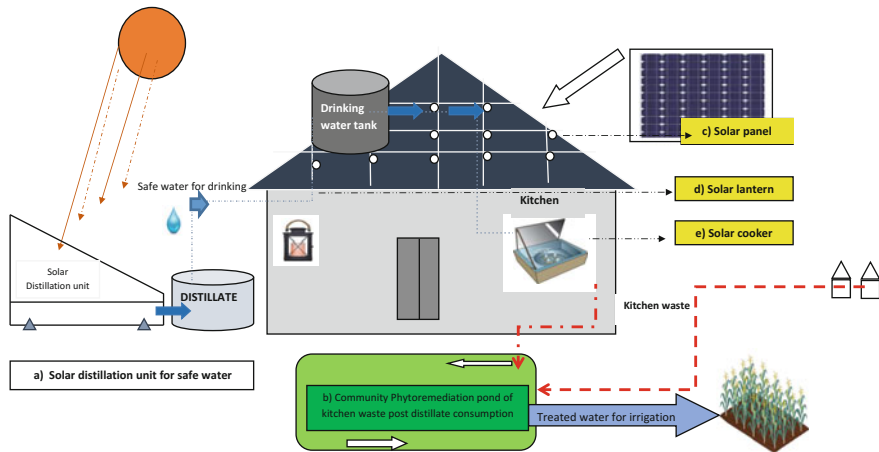 Drinking
water tank
c) Solar panel
Safe water for drinking
d) Solar lantern
Kitchen
e) Solar cooker
Solar
Distillation unit
DISTILLATE
Kitchen waste
a) Solar distillation unit for safe water
b) Community Phytoremediation pond of
kitchen waste post distillate consumption
Treated water for irrigation